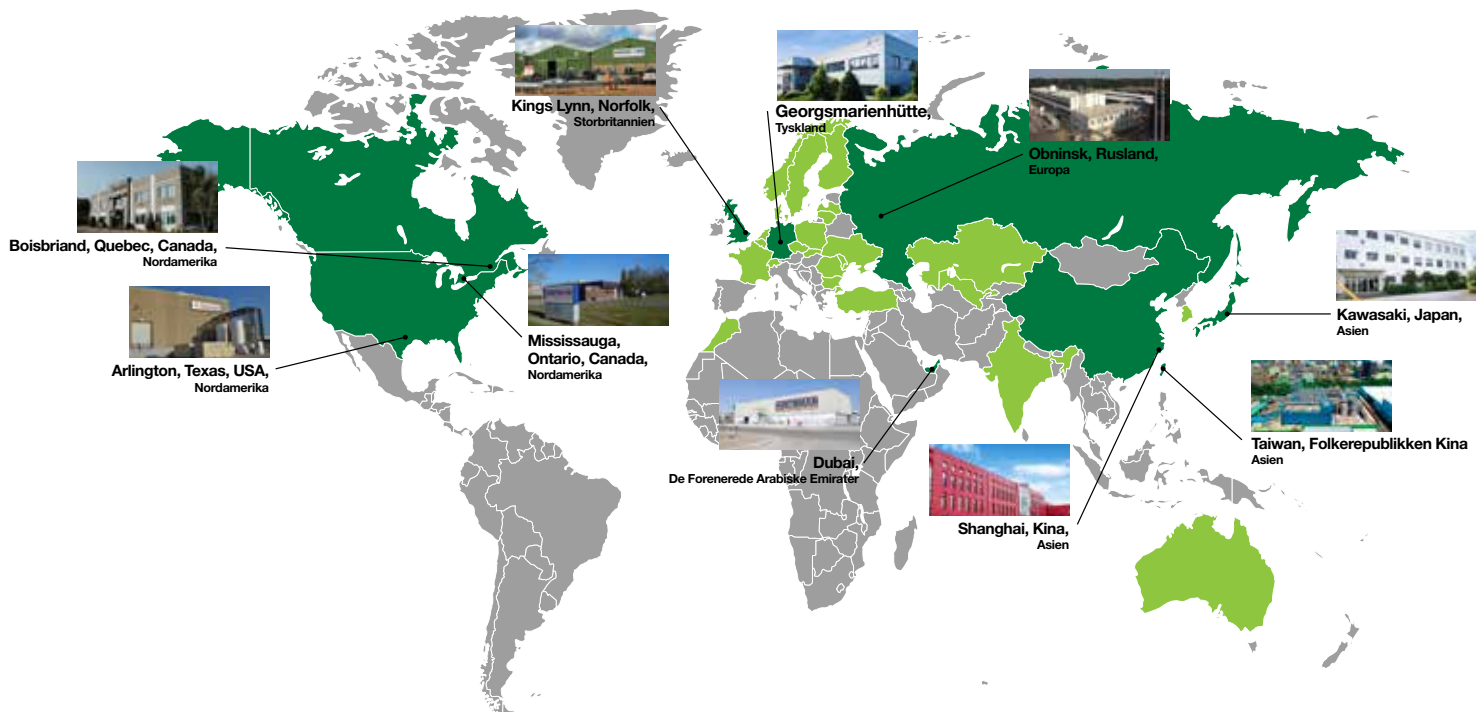 Kings Lynn, Norfolk,
Storbritannien
Georgsmarienhütte,
Tyskland
Obninsk, Rusland,
Europa
Boisbriand, Quebec, Canada,
Nordamerika
Arlington, Texas, USA,
Nordamerika
Mississauga,
Ontario, Canada,
Nordamerika
Kawasaki, Japan,
Asien
Taiwan, Folkerepublikken Kina
Asien
Dubai,
De Forenerede Arabiske Emirater
Shanghai, Kina,
Asien